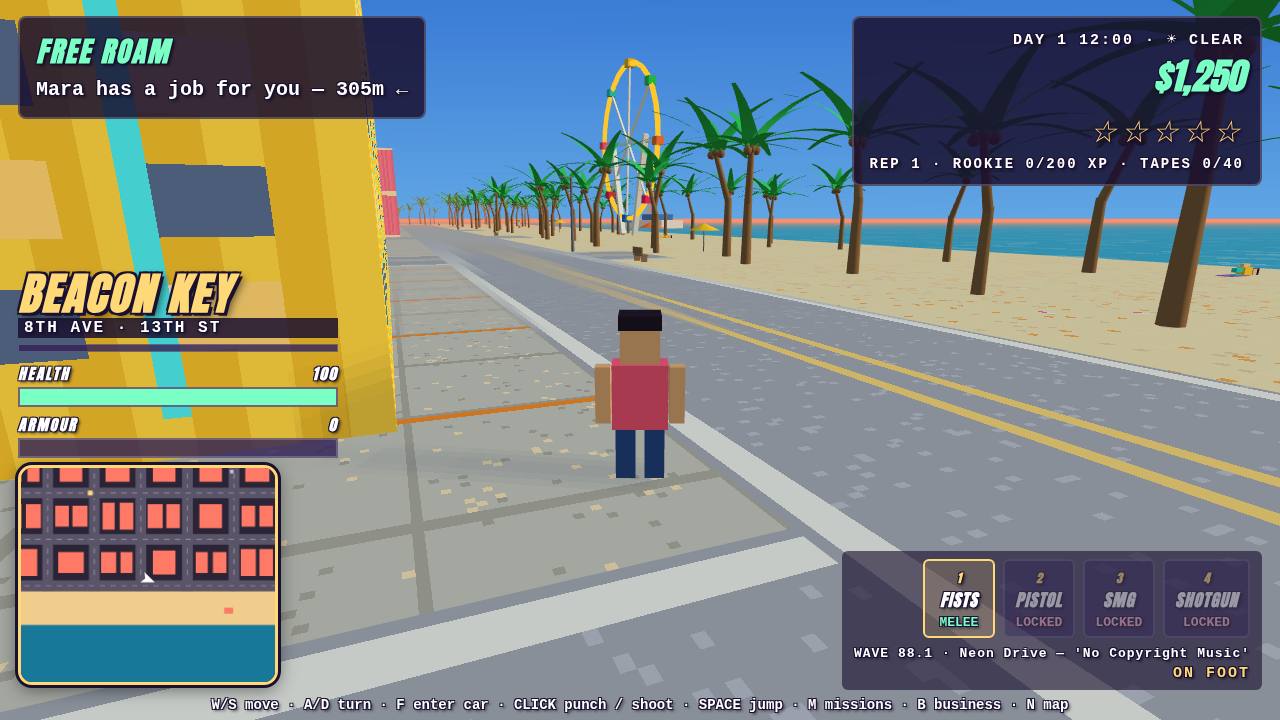 FREE ROAM
Mara has a job for you — 305m ←
DAY 1 12:00 · ☀ CLEAR
$1,250
☆☆☆☆☆
REP 1 · ROOKIE 0/200 XP · TAPES 0/40
BEACON KEY
8TH AVE · 13TH ST
HEALTH 100
ARMOUR 0
1 2 3 4
FISTS PISTOL SMG SHOTGUN
MELEE LOCKED LOCKED LOCKED
WAVE 88.1 · Neon Drive — 'No Copyright Music'
ON FOOT
W/S move · A/D turn · F enter car · CLICK punch / shoot · SPACE jump · M missions · B business · N map